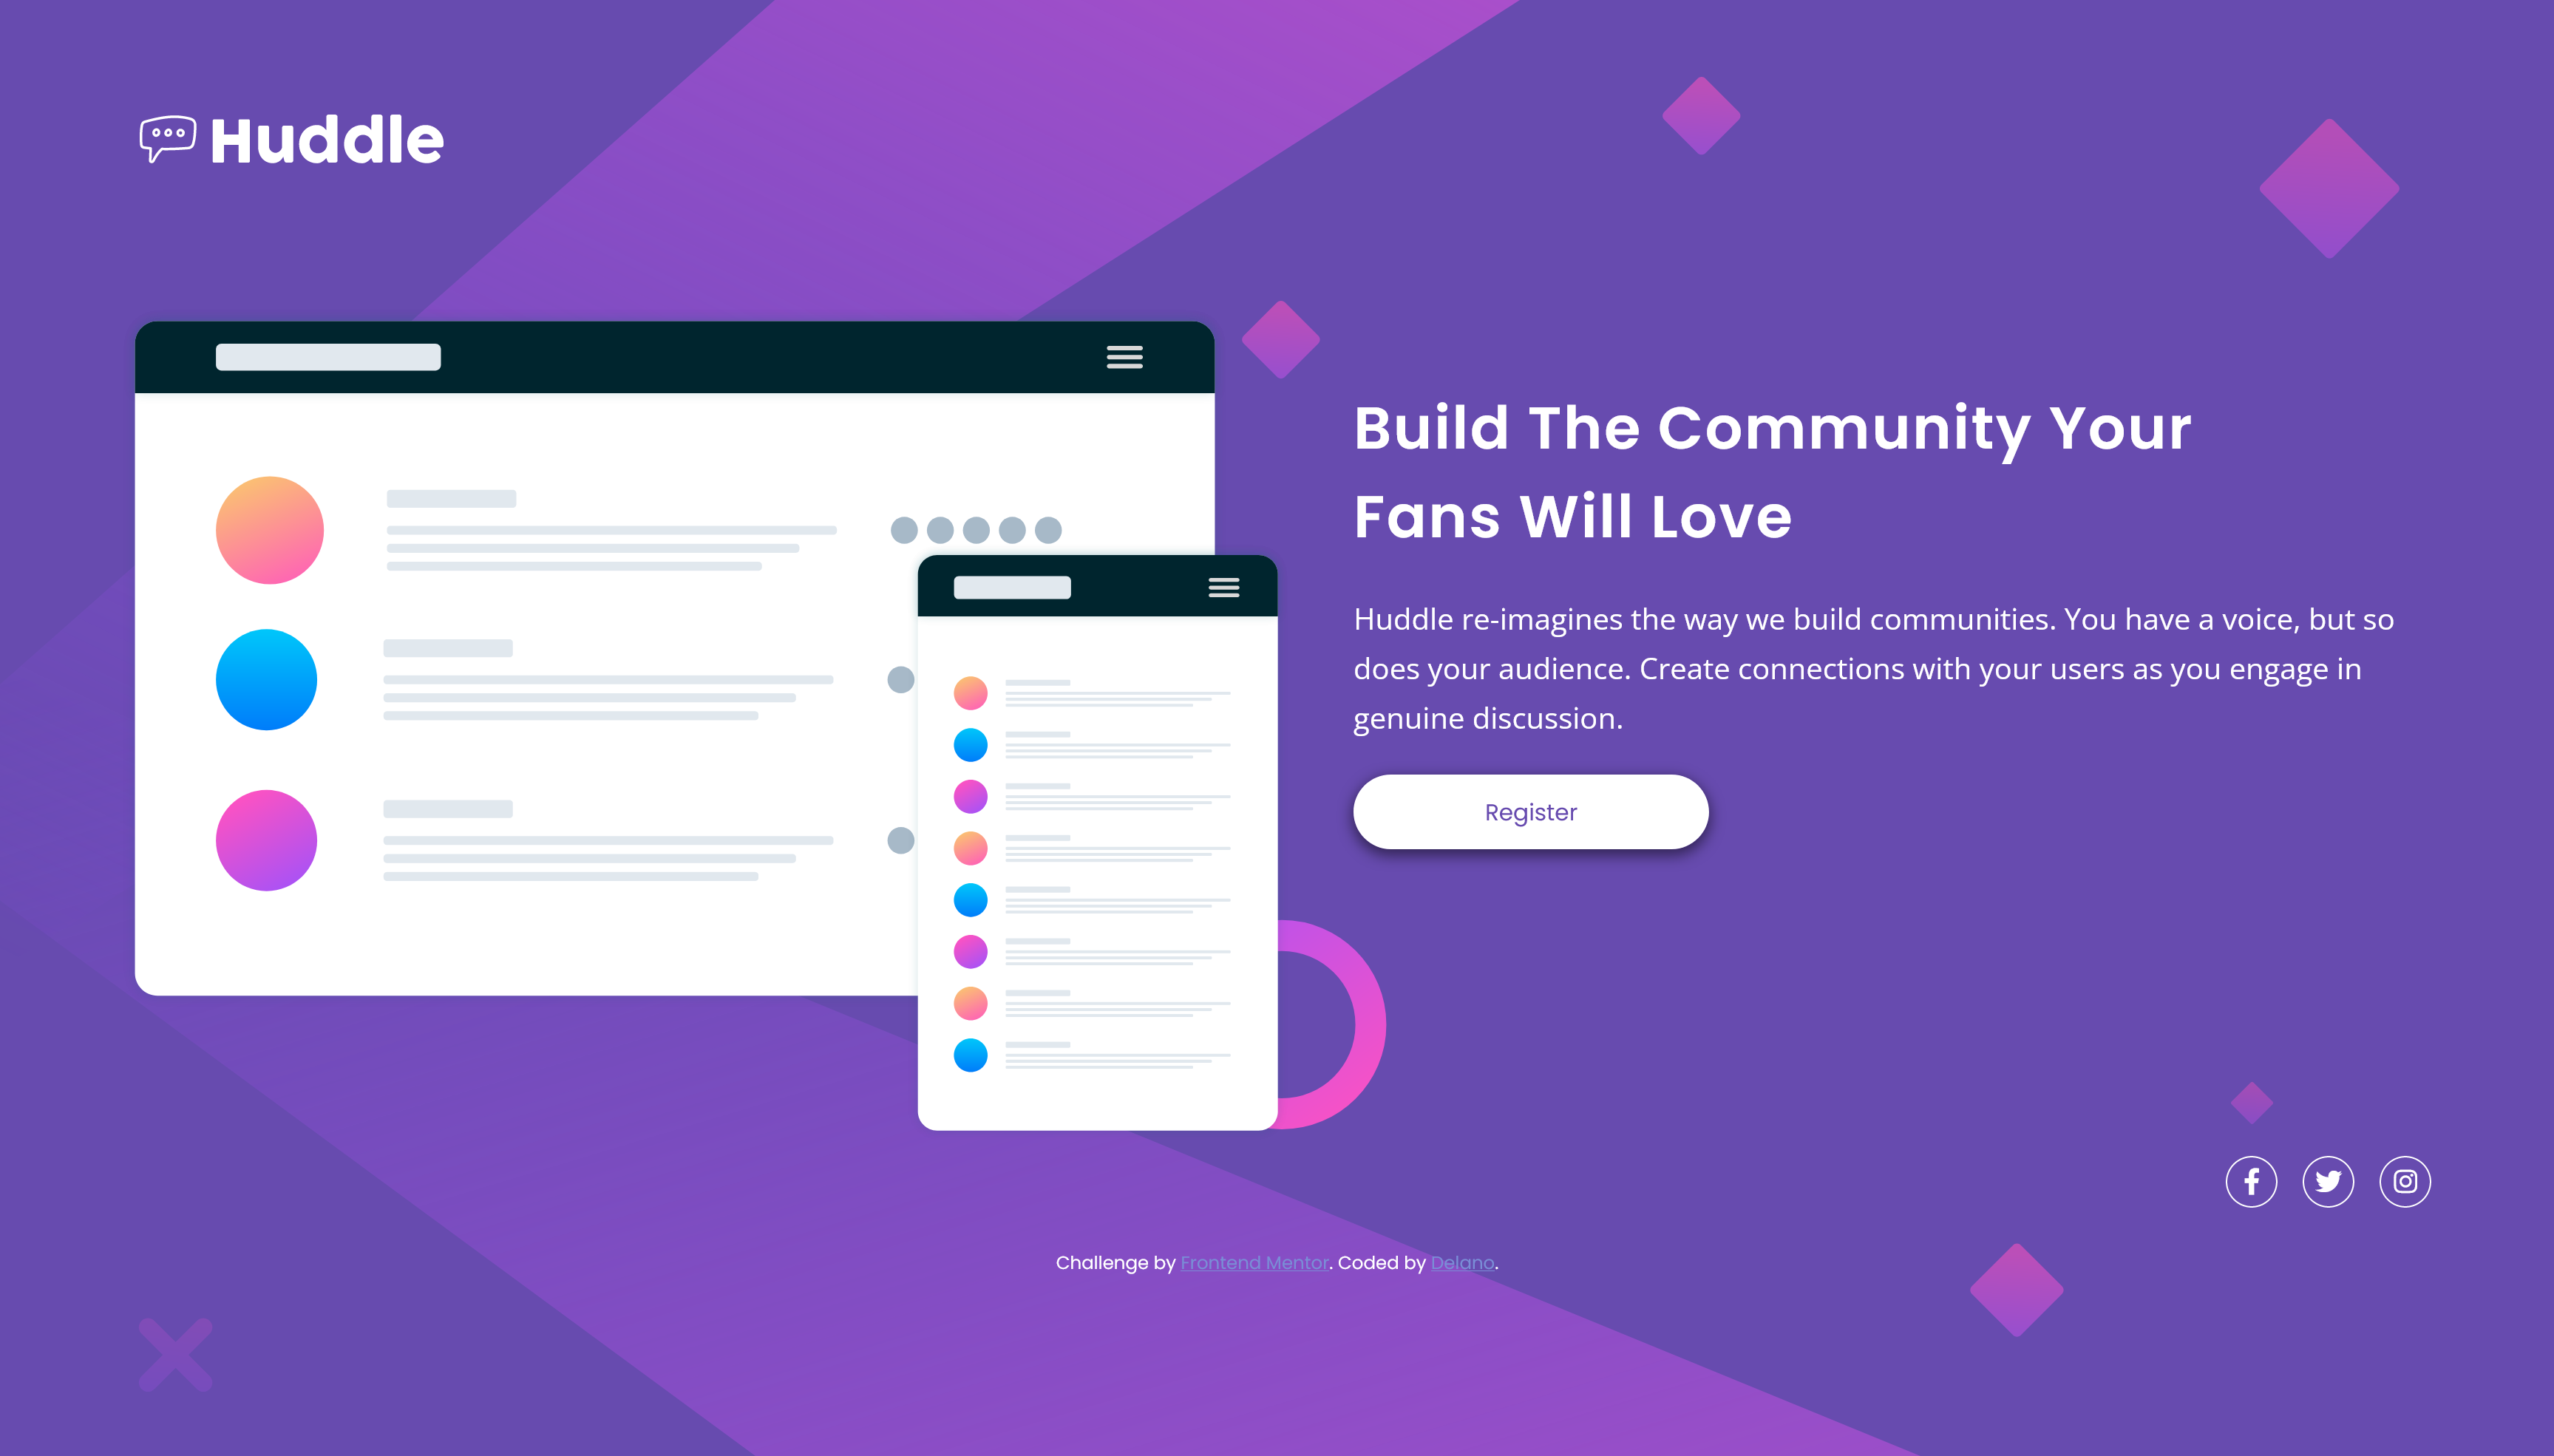 Huddle
Build The Community Your
Fans Will Love
Huddle re-imagines the way we build communities. You have a voice, but so
does your audience. Create connections with your users as you engage in
genuine discussion.
Register
Challenge by Frontend Mentor. Coded by Delano.